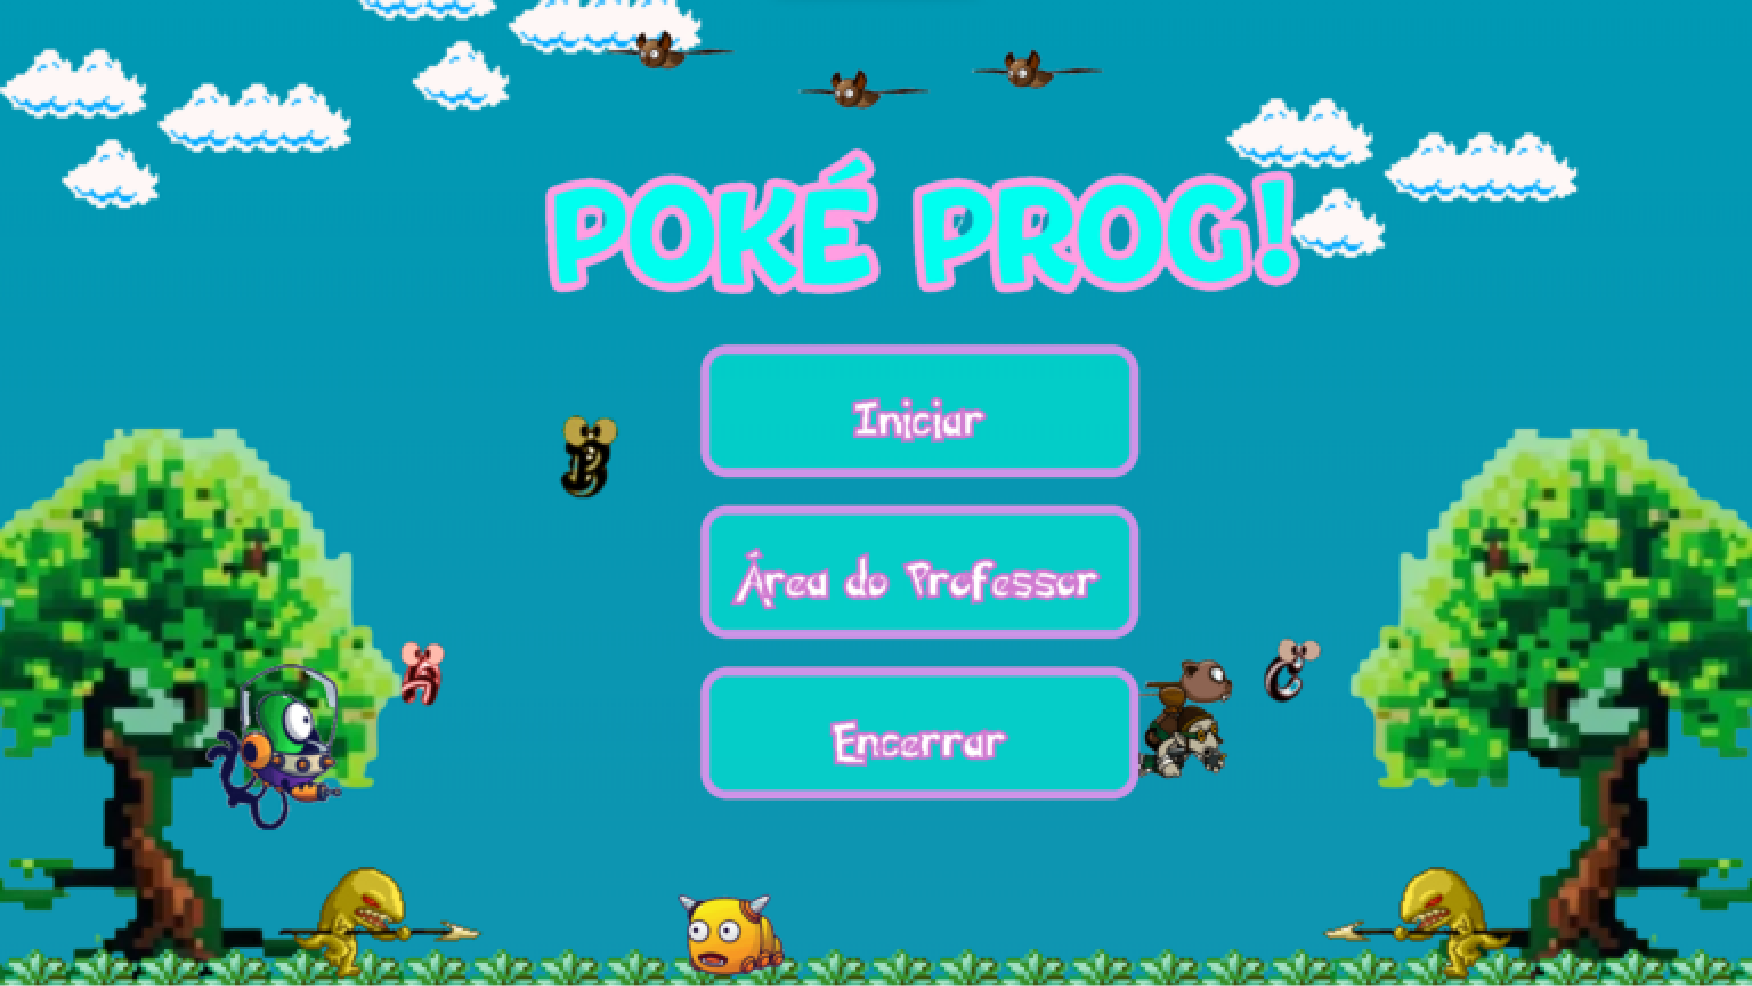 POKÉ PROG!
Iniciar
B
Área do Professor
A
C
Encerrar